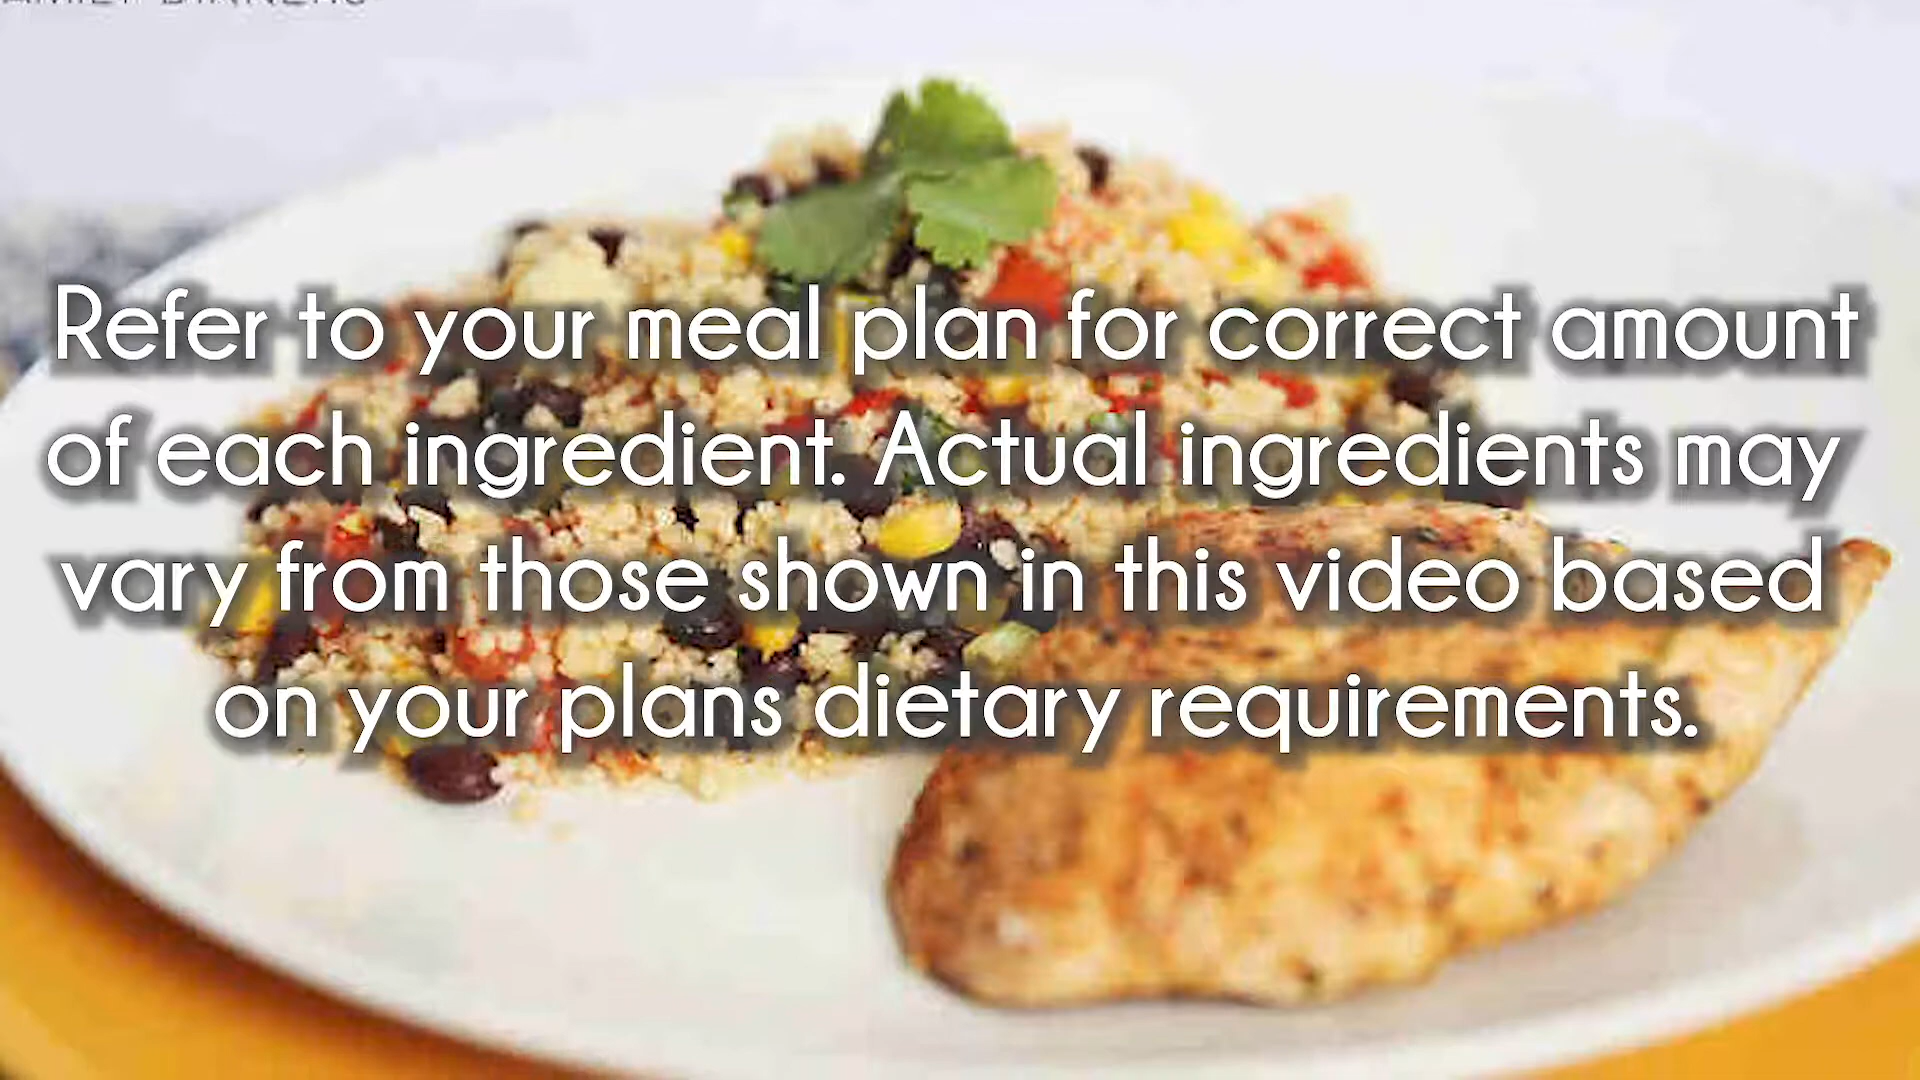 Refer to your meal plan for correct amount
of each ingredient. Actual ingredients may
vary from those shown in this video based
on your plans dietary requirements.